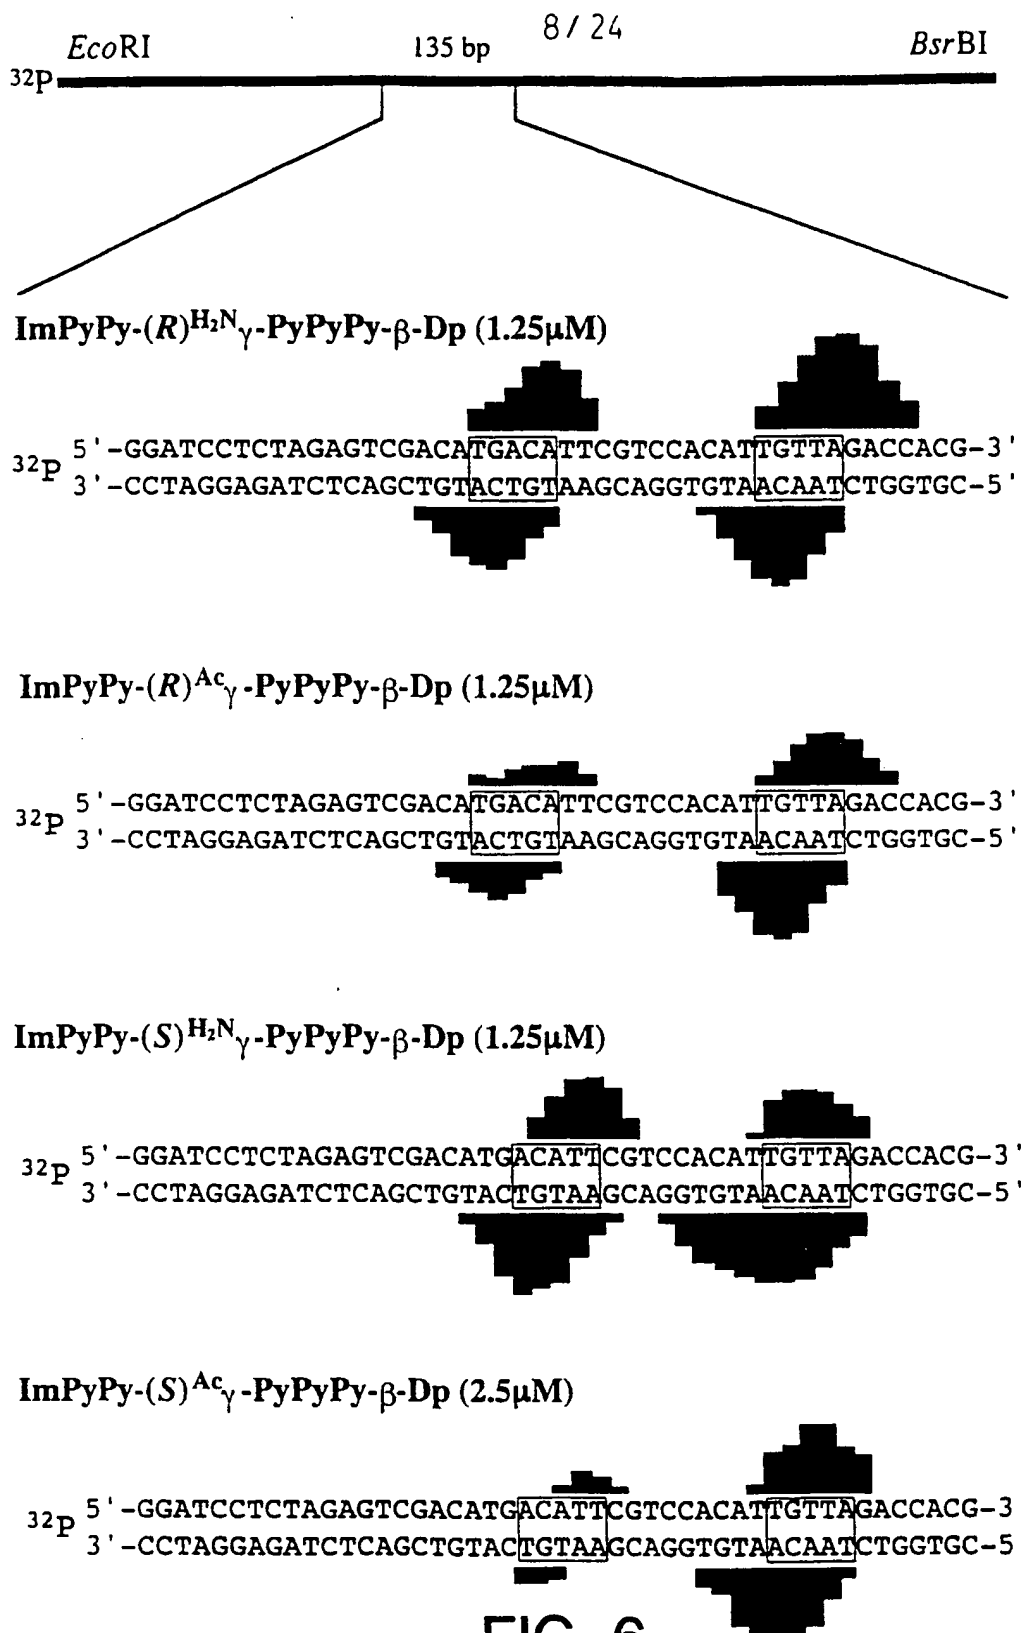 8/24
EcoRI 135 bp BsrBI
32P
ImPyPy-(R)H2Nγ-PyPyPy-β-Dp (1.25μM)
5'-GGATCCTCTAGAGTCGACATGACATTCGTCCACATTGTTAGACCACG-3'
32P
3'-CCTAGGAGATCTCAGCTGTACTGTAAGCAGGTGTAACAATCTGGTGC-5'
ImPyPy-(R)Acγ-PyPyPy-β-Dp (1.25μM)
5'-GGATCCTCTAGAGTCGACATGACATTCGTCCACATTGTTAGACCACG-3'
32P
3'-CCTAGGAGATCTCAGCTGTACTGTAAGCAGGTGTAACAATCTGGTGC-5'
ImPyPy-(S)H2Nγ-PyPyPy-β-Dp (1.25μM)
5'-GGATCCTCTAGAGTCGACATGACATTCGTCCACATTGTTAGACCACG-3'
32P
3'-CCTAGGAGATCTCAGCTGTACTGTAAGCAGGTGTAACAATCTGGTGC-5'
ImPyPy-(S)Acγ-PyPyPy-β-Dp (2.5μM)
5'-GGATCCTCTAGAGTCGACATGACATTCGTCCACATTGTTAGACCACG-3
32P
3'-CCTAGGAGATCTCAGCTGTACTGTAAGCAGGTGTAACAATCTGGTGC-5
FIG. 6